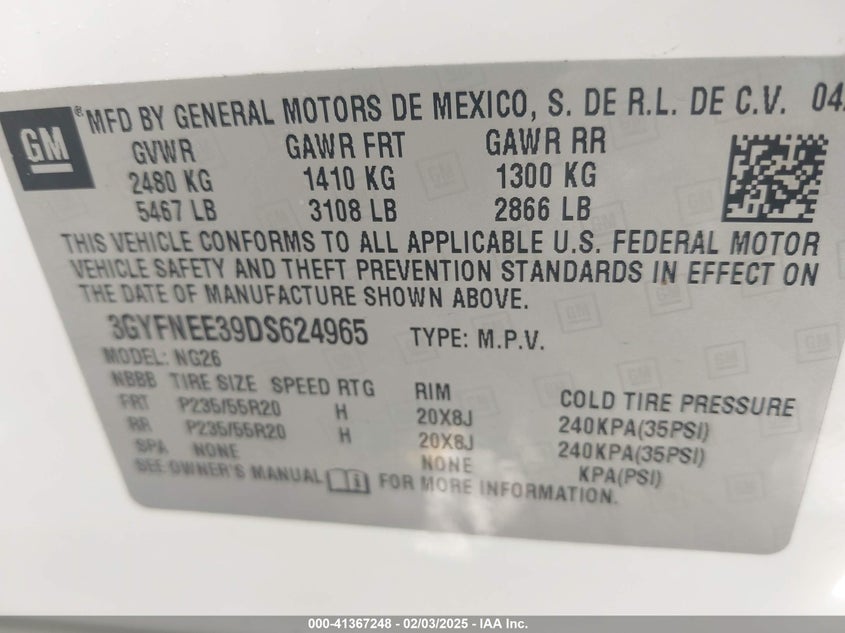 GM ® MFD BY GENERAL MOTORS DE MEXICO, S. DE R.L. DE C.V. 04
GVWR GAWR FRT GAWR RR
2480 KG 1410 KG 1300 KG
5467 LB 3108 LB 2866 LB
THIS VEHICLE CONFORMS TO ALL APPLICABLE U.S. FEDERAL MOTOR
VEHICLE SAFETY AND THEFT PREVENTION STANDARDS IN EFFECT ON
THE DATE OF MANUFACTURE SHOWN ABOVE.
3GYFNEE39DS624965 TYPE: M.P.V.
MODEL: NG26
NBBB TIRE SIZE SPEED RTG RIM COLD TIRE PRESSURE
FRT P235/55R20 H 20X8J 240KPA(35PSI)
RR P235/55R20 H 20X8J 240KPA(35PSI)
SPA NONE NONE KPA(PSI)
SEE OWNER'S MANUAL FOR MORE INFORMATION.
000-41367248 - 02/03/2025 - IAA Inc.